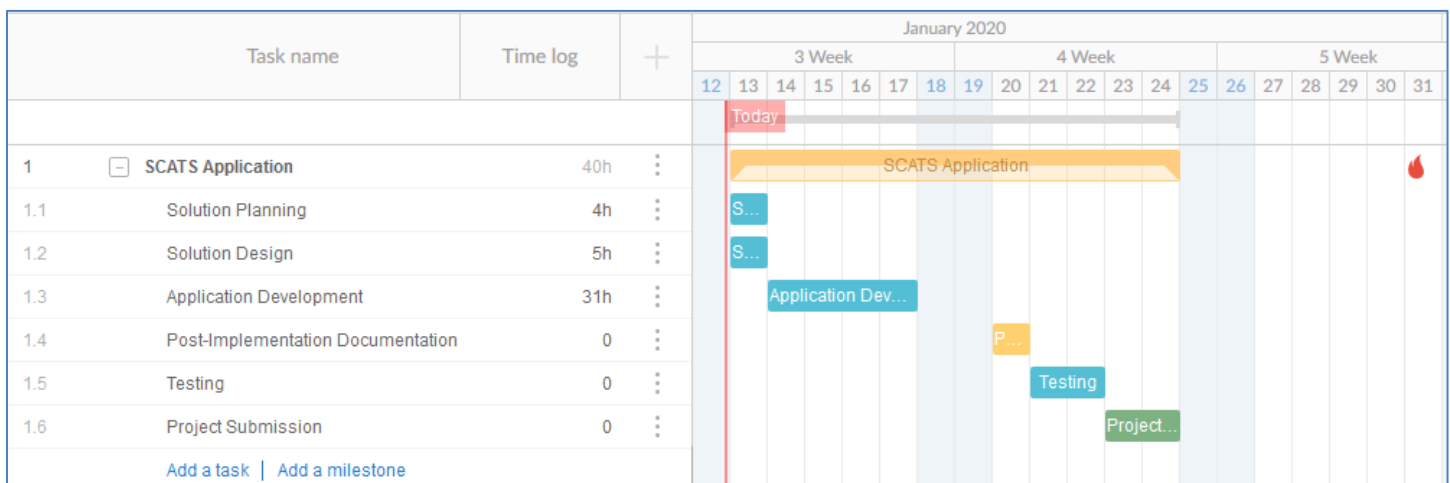 January 2020
Task name Time log 3 Week 4 Week 5 Week
12 13 14 15 16 17 18 19 20 21 22 23 24 25 26 27 28 29 30 31
Today
1 SCATS Application 40h SCATS Application
1.1 Solution Planning 4h S...
1.2 Solution Design 5h S...
1.3 Application Development 31h Application Dev...
1.4 Post-Implementation Documentation 0 P...
1.5 Testing 0 Testing
1.6 Project Submission 0 Project...
Add a task | Add a milestone